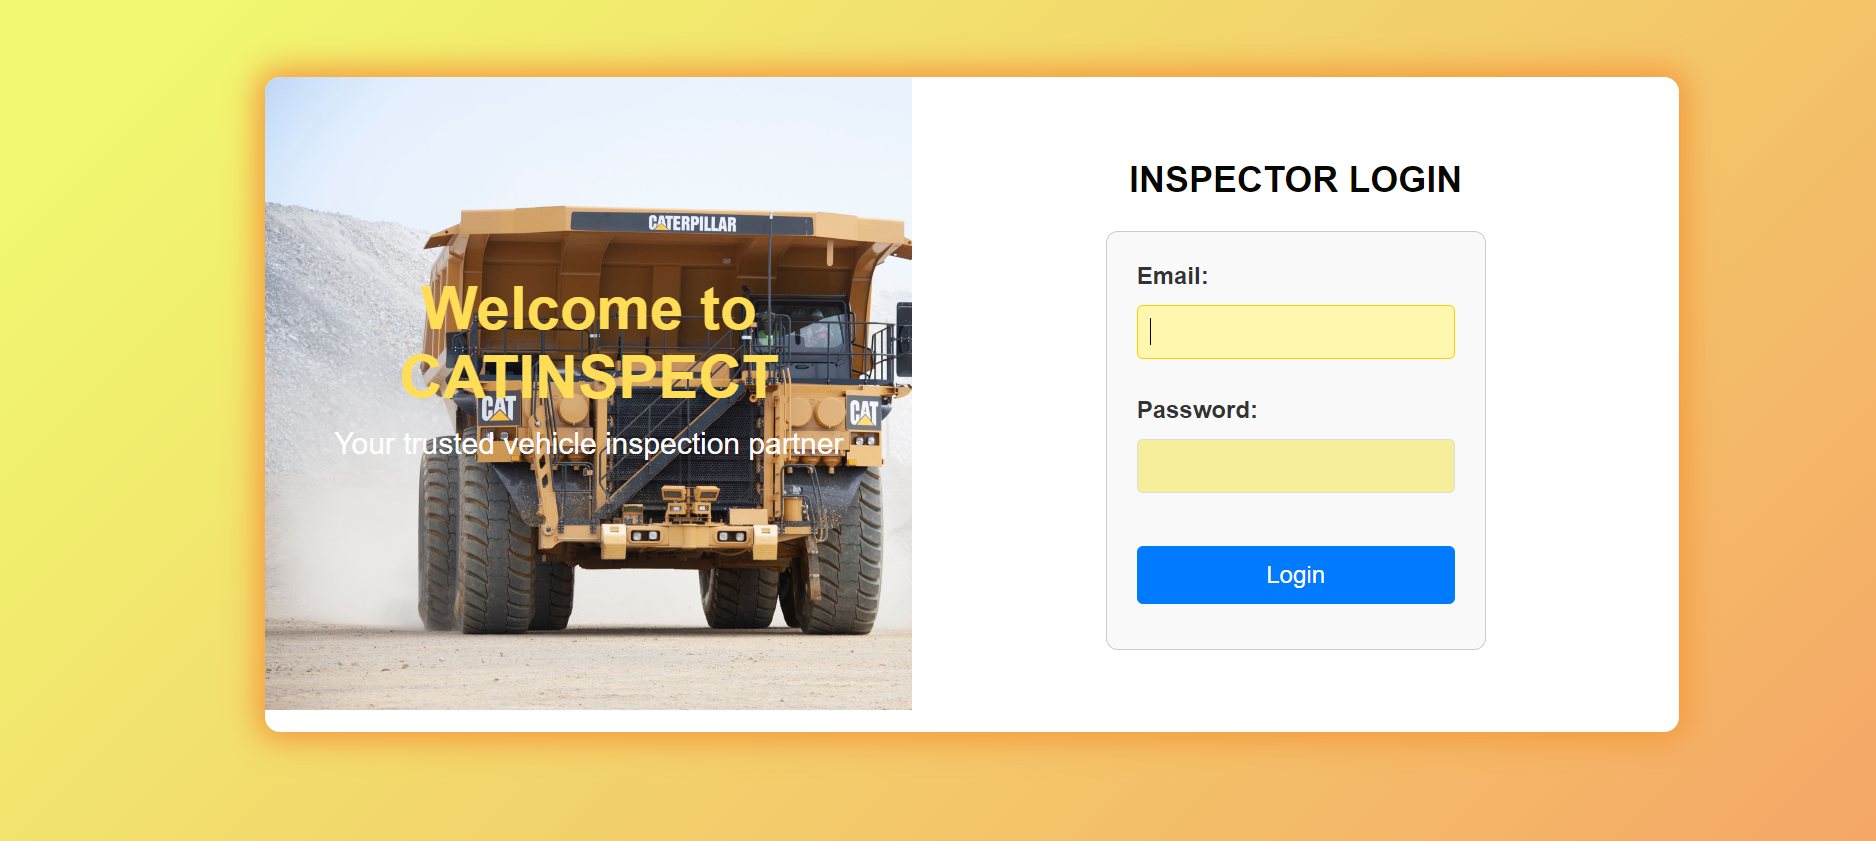 CATERPILLAR
Welcome to
CATINSPECT
CAT
CAT
Your trusted vehicle inspection partner
INSPECTOR LOGIN
Email:
Password:
Login